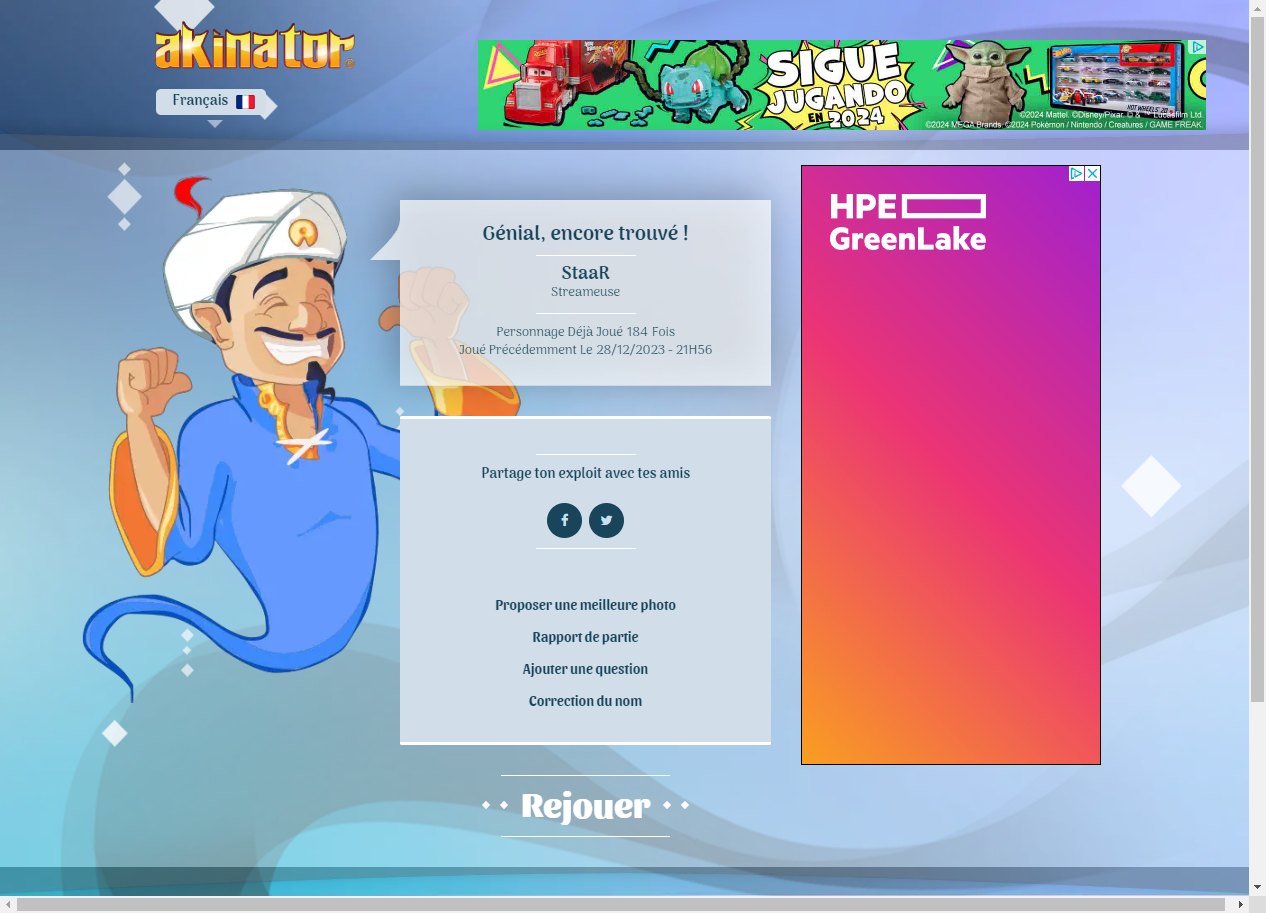 akinator
Français
SIGUE
JUGANDO
EN 2024
HOT WHEELS 20
©2024 Mattel. ©Disney/Pixar. © & ™ Lucasfilm Ltd.
©2024 MEGA Brands. ©2024 Pokémon / Nintendo / Creatures / GAME FREAK.
HPE
GreenLake
Génial, encore trouvé !
StaaR
Streameuse
Personnage Déjà Joué 184 Fois
Joué Précédemment Le 28/12/2023 - 21H56
Partage ton exploit avec tes amis
Proposer une meilleure photo
Rapport de partie
Ajouter une question
Correction du nom
Rejouer